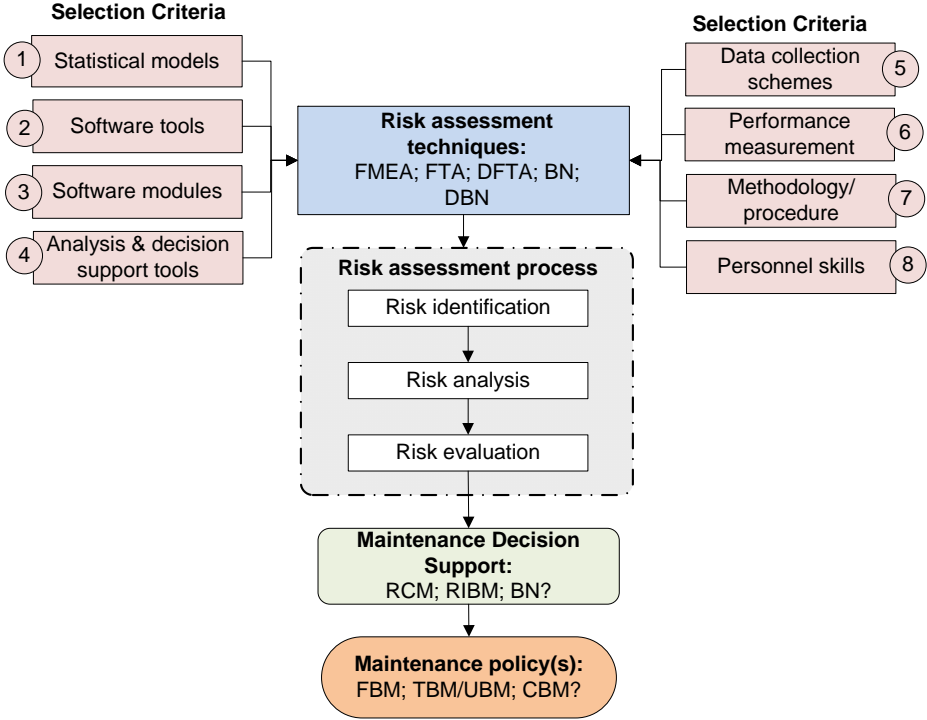 Selection Criteria
1
Statistical models
2
Software tools
3
Software modules
4
Analysis & decision
support tools
Selection Criteria
Data collection
schemes
5
Performance
measurement
6
Methodology/
procedure
7
Personnel skills
8
Risk assessment
techniques:
FMEA; FTA; DFTA; BN;
DBN
Risk assessment process
Risk identification
Risk analysis
Risk evaluation
Maintenance Decision
Support:
RCM; RIBM; BN?
Maintenance policy(s):
FBM; TBM/UBM; CBM?